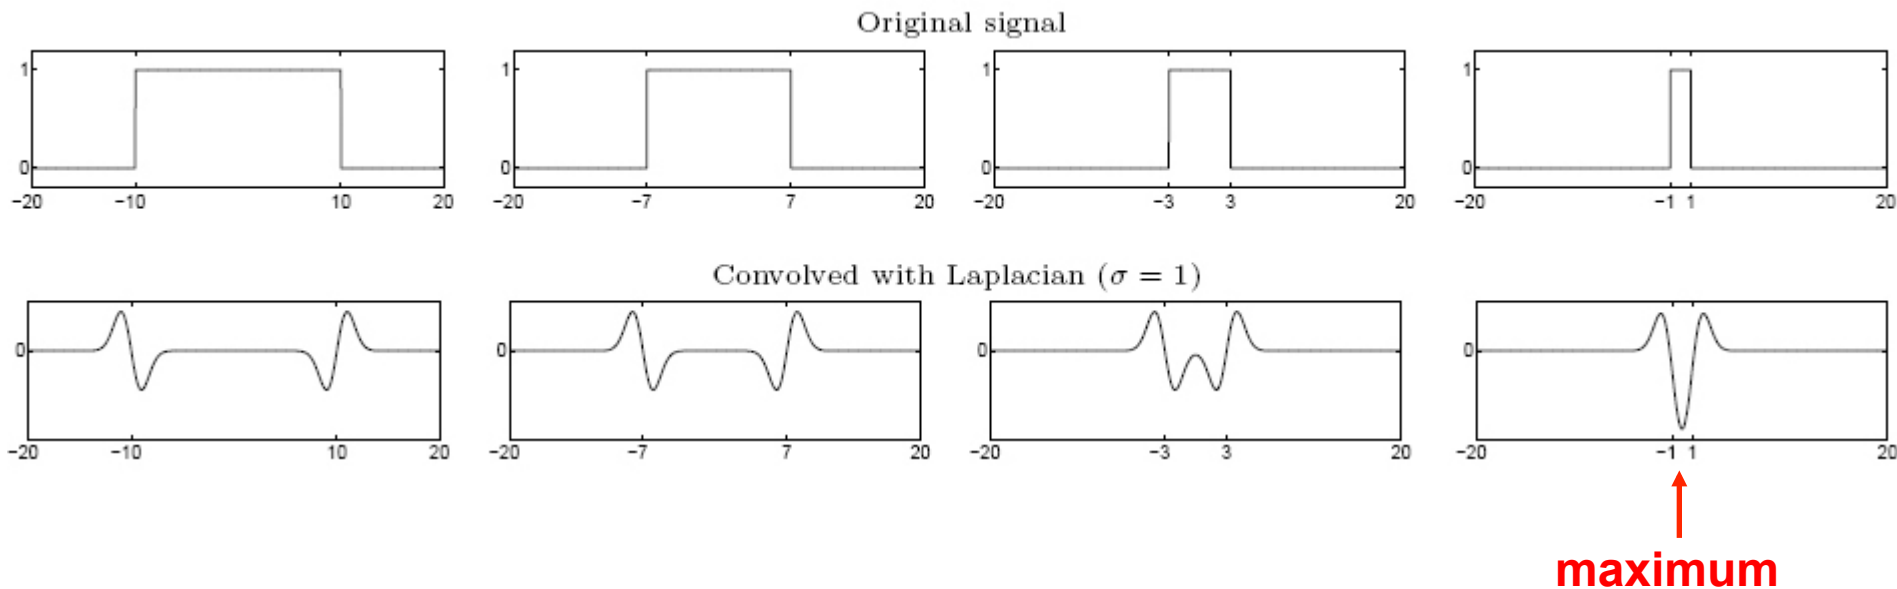 Original signal
1 1 1 1
0 0 0 0
−20 −10 10 20 −20 −7 7 20 −20 −3 3 20 −20 −1 1 20
Convolved with Laplacian (σ = 1)
0 0 0 0
−20 −10 10 20 −20 −7 7 20 −20 −3 3 20 −20 −1 1 20
maximum